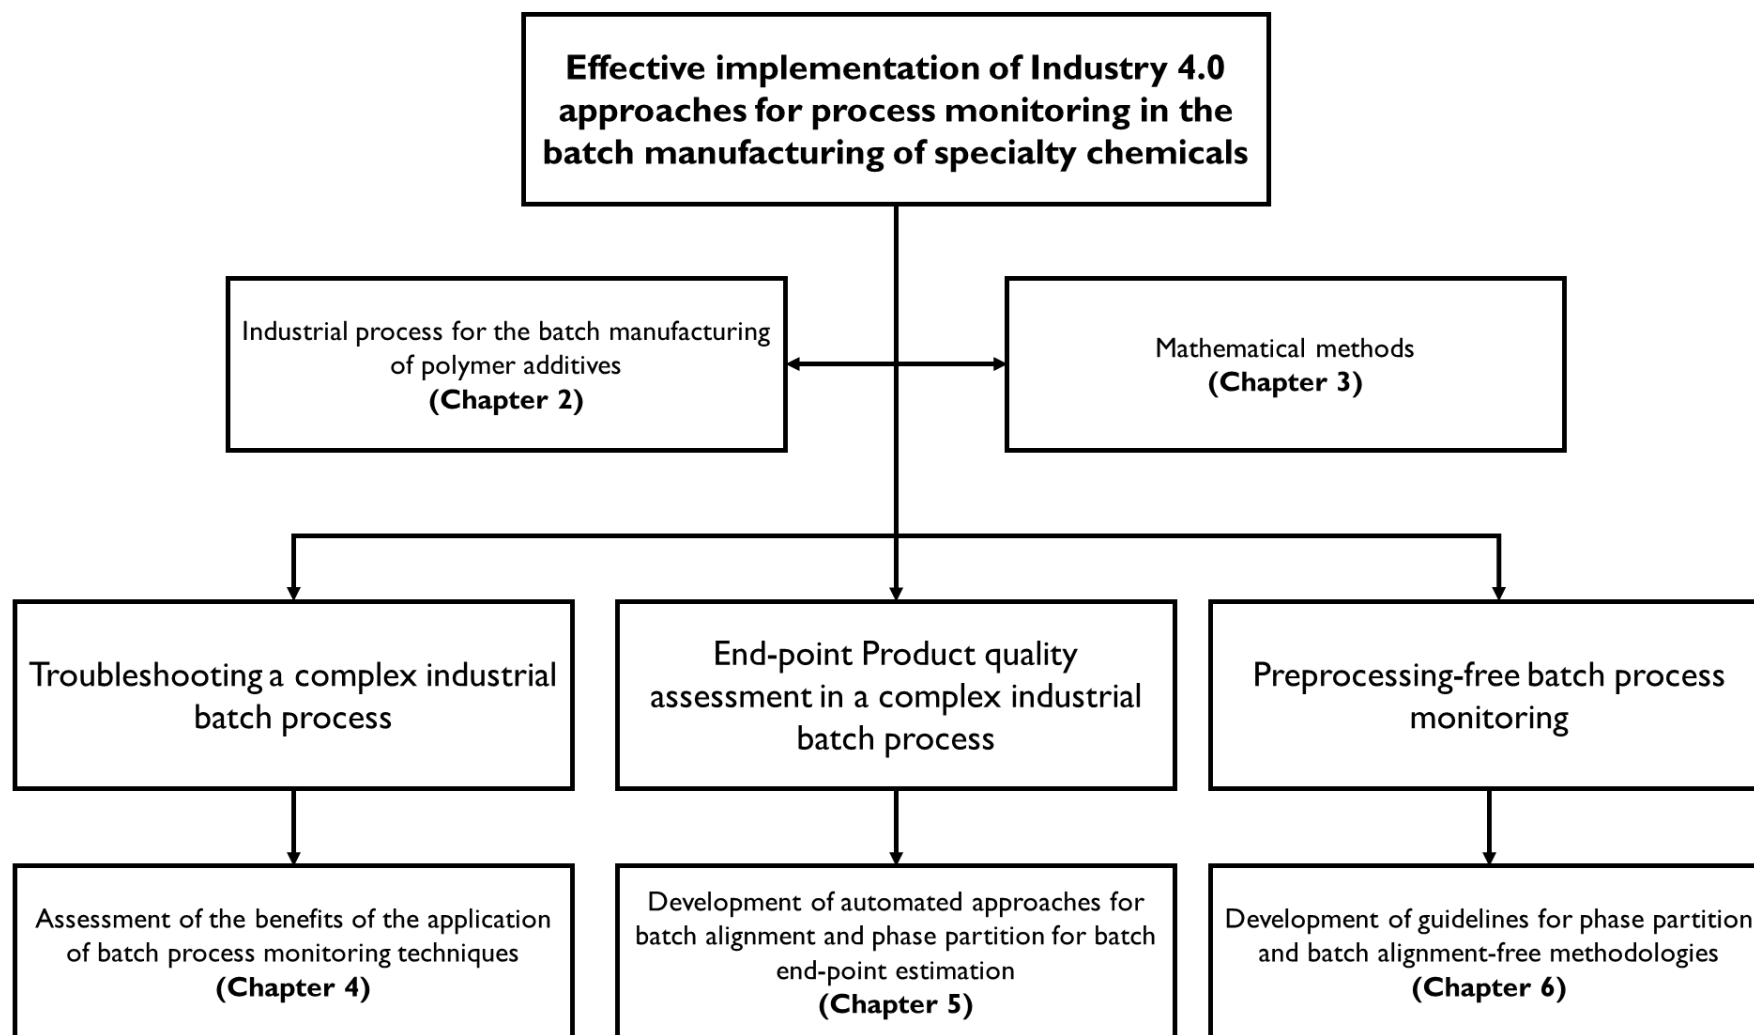 Effective implementation of Industry 4.0
approaches for process monitoring in the
batch manufacturing of specialty chemicals
Industrial process for the batch manufacturing
of polymer additives
(Chapter 2)
Mathematical methods
(Chapter 3)
Troubleshooting a complex industrial
batch process
End-point Product quality
assessment in a complex industrial
batch process
Preprocessing-free batch process
monitoring
Assessment of the benefits of the application
of batch process monitoring techniques
(Chapter 4)
Development of automated approaches for
batch alignment and phase partition for batch
end-point estimation
(Chapter 5)
Development of guidelines for phase partition
and batch alignment-free methodologies
(Chapter 6)